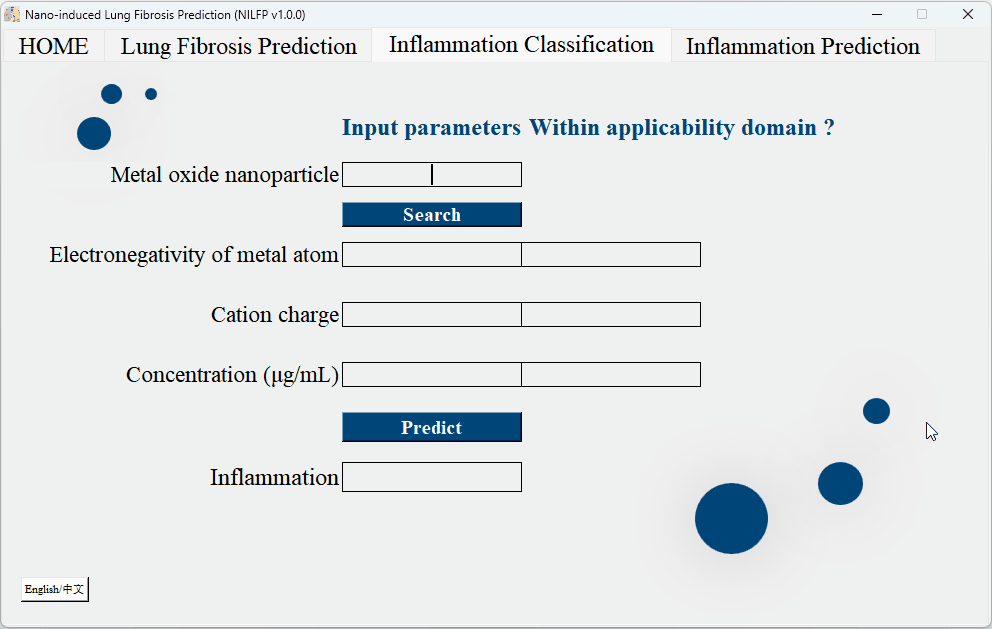 Nano-induced Lung Fibrosis Prediction (NILFP v1.0.0)
HOME Lung Fibrosis Prediction Inflammation Classification Inflammation Prediction
Input parameters Within applicability domain ?
Metal oxide nanoparticle
Search
Electronegativity of metal atom
Cation charge
Concentration (μg/mL)
Predict
Inflammation
English/中文